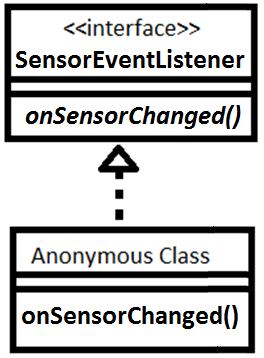 <<interface>>
SensorEventListener
onSensorChanged()
Anonymous Class
onSensorChanged()